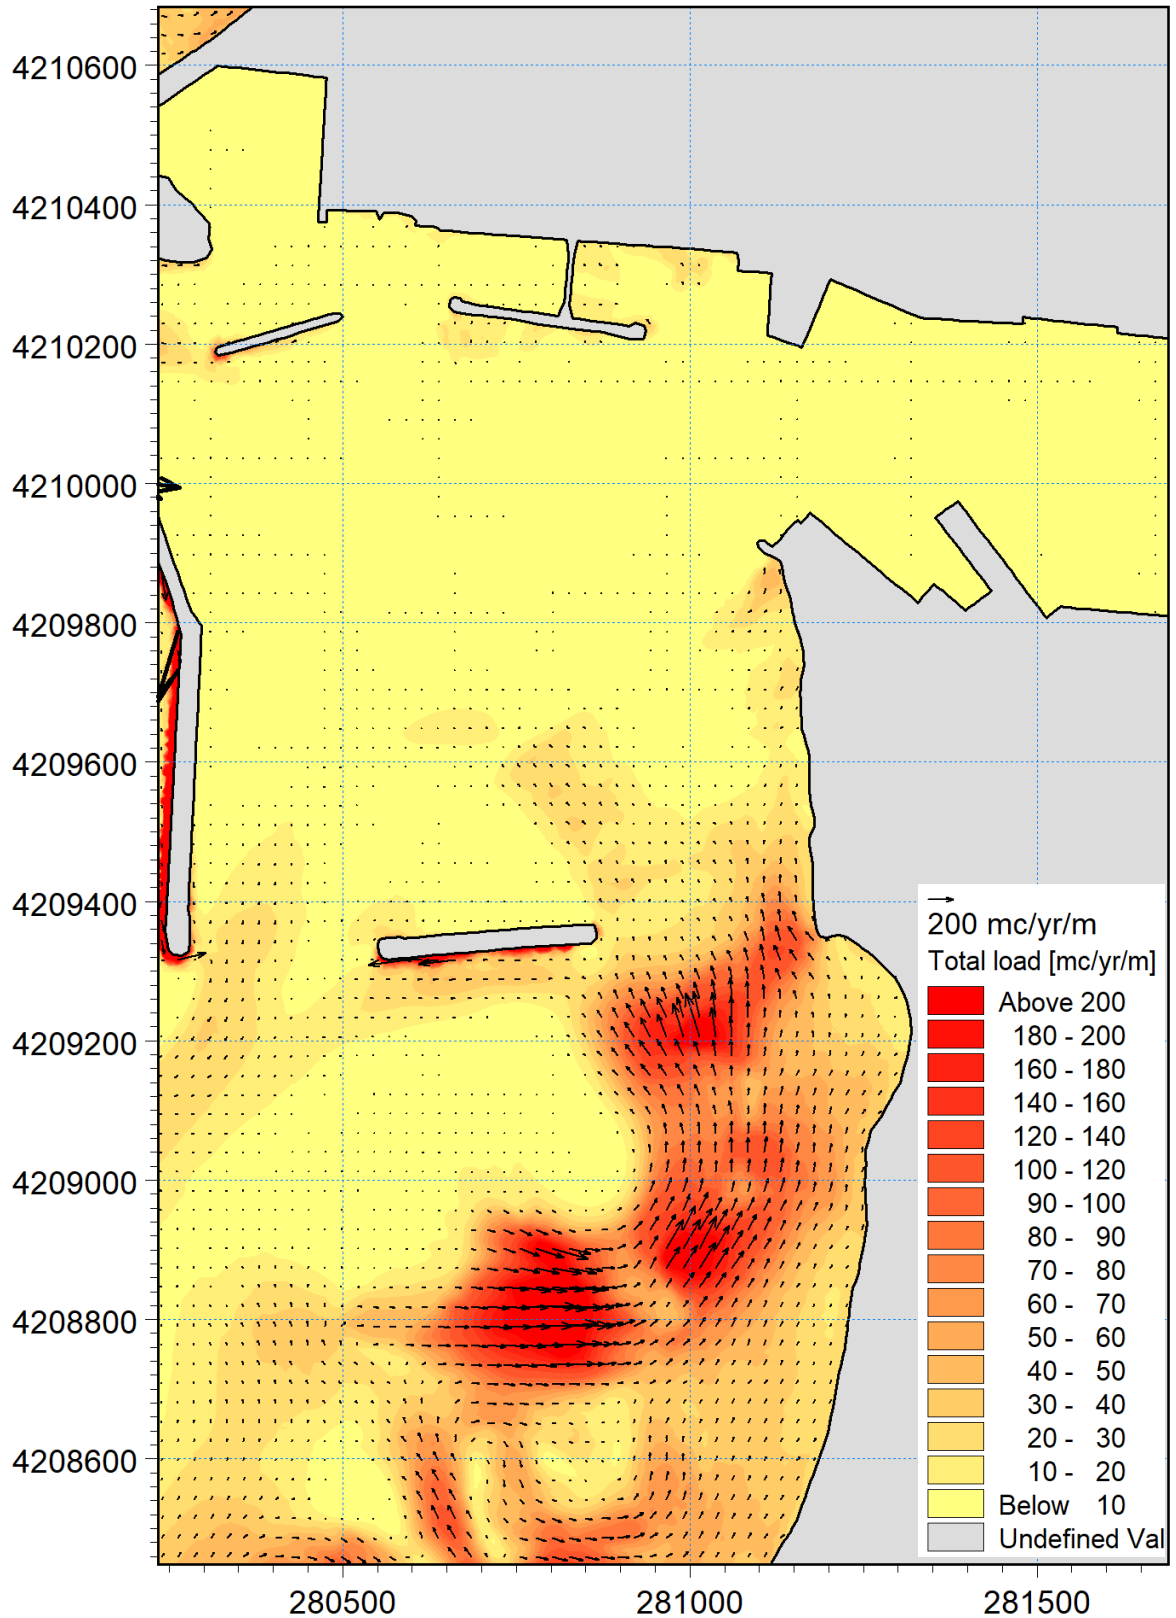 4210600
4210400
4210200
4210000
4209800
4209600
4209400
4209200
4209000
4208800
4208600
200 mc/yr/m
Total load [mc/yr/m]
Above 200
180 - 200
160 - 180
140 - 160
120 - 140
100 - 120
90 - 100
80 - 90
70 - 80
60 - 70
50 - 60
40 - 50
30 - 40
20 - 30
10 - 20
Below 10
Undefined Val
280500 281000 281500